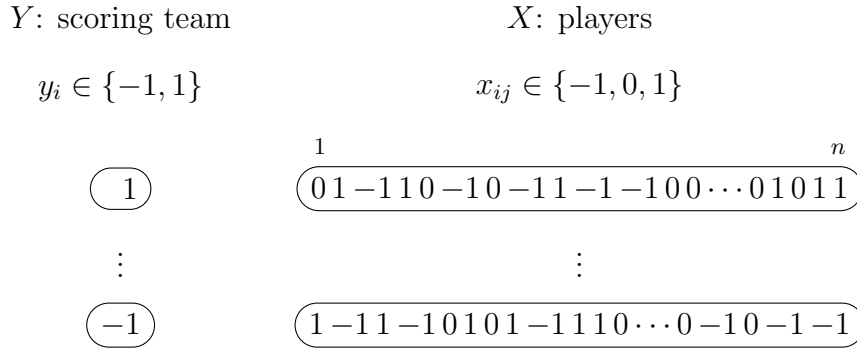 Y: scoring team X: players
y_i ∈ {−1, 1} x_{ij} ∈ {−1, 0, 1}
1 n
1 0 1 −1 1 0 −1 0 −1 1 −1 −1 0 0 ⋯ 0 1 0 1 1
⋮ ⋮
−1 1 −1 1 −1 0 1 0 1 −1 1 1 0 ⋯ 0 −1 0 −1 −1